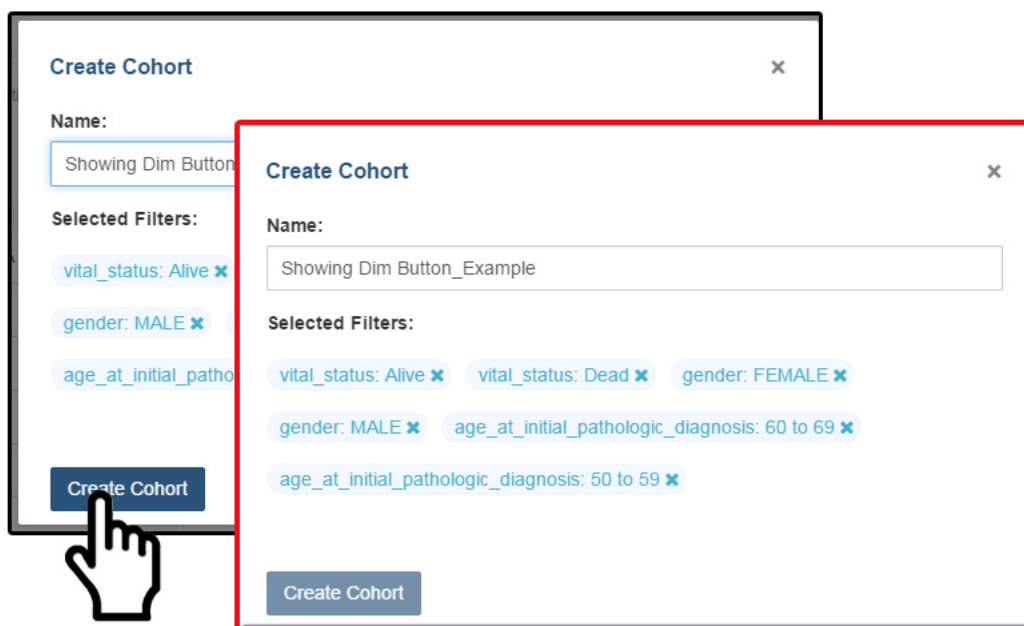 Create Cohort ×
Name:
Showing Dim Button
Selected Filters:
vital_status: Alive ✖
gender: MALE ✖
age_at_initial_patho
Create Cohort
Create Cohort ×
Name:
Showing Dim Button_Example
Selected Filters:
vital_status: Alive ✖ vital_status: Dead ✖ gender: FEMALE ✖
gender: MALE ✖ age_at_initial_pathologic_diagnosis: 60 to 69 ✖
age_at_initial_pathologic_diagnosis: 50 to 59 ✖
Create Cohort